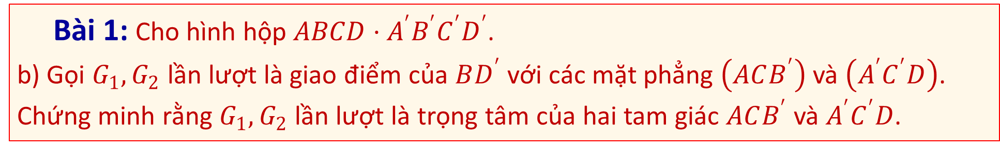 Bài 1: Cho hình hộp ABCD · A′B′C′D′.
b) Gọi G₁, G₂ lần lượt là giao điểm của BD′ với các mặt phẳng (ACB′) và (A′C′D).
Chứng minh rằng G₁, G₂ lần lượt là trọng tâm của hai tam giác ACB′ và A′C′D.